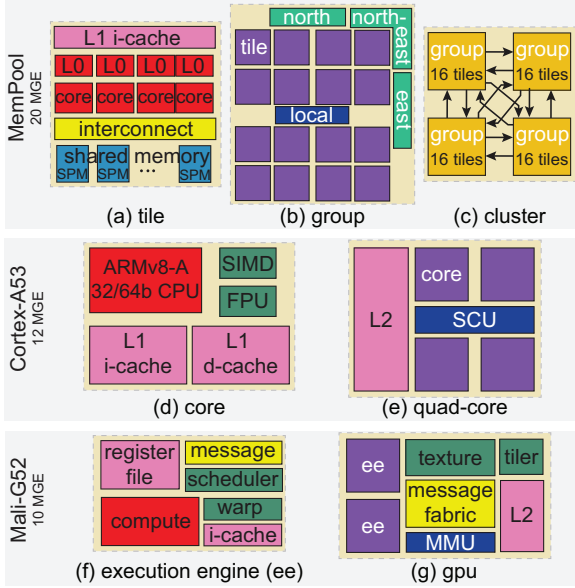 MemPool
20 MGE
L1 i-cache
L0 L0 L0 L0
core core core core
interconnect
shared memory
SPM SPM ... SPM
(a) tile
north
north-
east
tile
east
local
(b) group
group
16 tiles
group
16 tiles
group
16 tiles
group
16 tiles
(c) cluster
Cortex-A53
12 MGE
ARMv8-A
32/64b CPU
SIMD
FPU
L1
i-cache
L1
d-cache
(d) core
L2
core
SCU
(e) quad-core
Mali-G52
10 MGE
register
file
message
scheduler
compute
warp
i-cache
(f) execution engine (ee)
ee
texture
tiler
ee
message
fabric
L2
MMU
(g) gpu